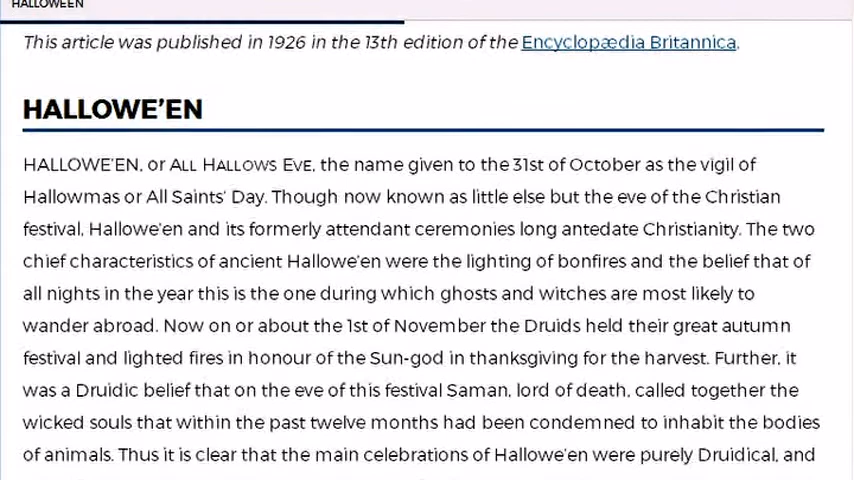 HALLOWEEN
This article was published in 1926 in the 13th edition of the Encyclopædia Britannica.
HALLOWE’EN
HALLOWE’EN, or ALL HALLOWS EVE, the name given to the 31st of October as the vigil of
Hallowmas or All Saints’ Day. Though now known as little else but the eve of the Christian
festival, Hallowe’en and its formerly attendant ceremonies long antedate Christianity. The two
chief characteristics of ancient Hallowe’en were the lighting of bonfires and the belief that of
all nights in the year this is the one during which ghosts and witches are most likely to
wander abroad. Now on or about the 1st of November the Druids held their great autumn
festival and lighted fires in honour of the Sun-god in thanksgiving for the harvest. Further, it
was a Druidic belief that on the eve of this festival Saman, lord of death, called together the
wicked souls that within the past twelve months had been condemned to inhabit the bodies
of animals. Thus it is clear that the main celebrations of Hallowe’en were purely Druidical, and